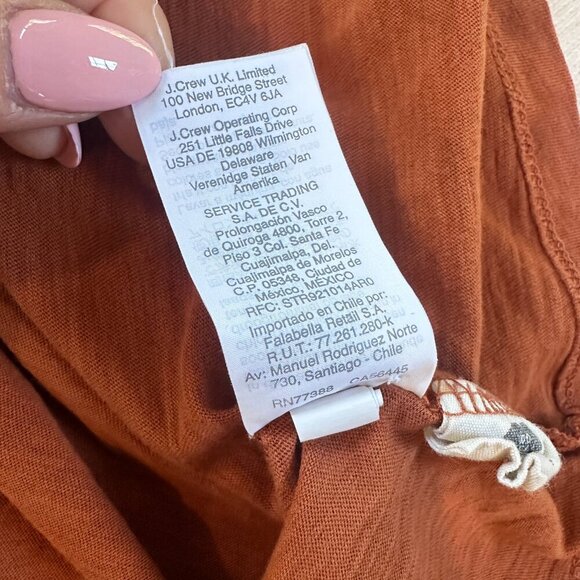 J.Crew U.K. Limited
100 New Bridge Street
London, EC4V 6JA
J.Crew Operating Corp
251 Little Falls Drive
USA DE 19808 Wilmington
Delaware
Verenidge Staten Van
Amerika
SERVICE TRADING
S.A. DE C.V.
Prolongación Vasco
de Quiroga 4800, Torre 2,
Piso 3 Col. Santa Fe
Cuajimalpa, Del.
Cuajimalpa de Morelos
C.P. 05348, Ciudad de
México, MÉXICO
RFC: STR921014AR0
Importado en Chile por:
Falabella Retail S.A.
R.U.T: 77.261.280-k
Av: Manuel Rodriguez Norte
730, Santiago - Chile
RN77388 CA56445